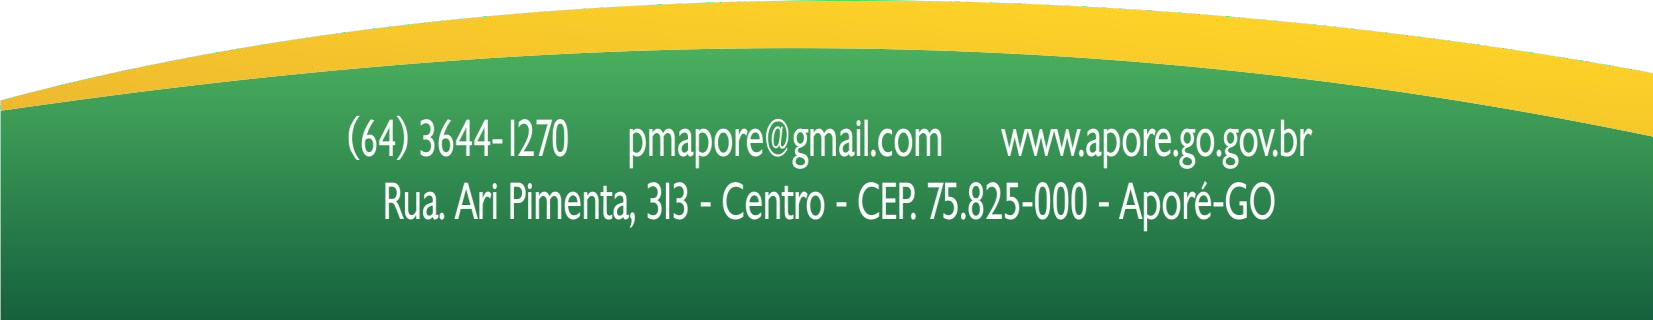 (64) 3644-1270 pmapore@gmail.com www.apore.go.gov.br
Rua. Ari Pimenta, 313 - Centro - CEP. 75.825-000 - Aporé-GO